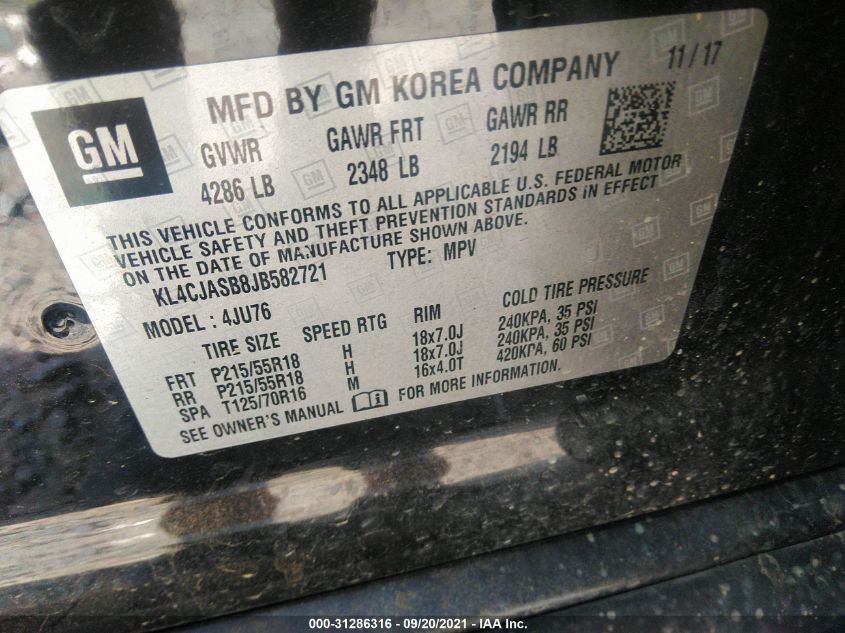 MFD BY GM KOREA COMPANY 11/17
GM
GVWR GAWR FRT GAWR RR
4286 LB 2348 LB 2194 LB
THIS VEHICLE CONFORMS TO ALL APPLICABLE U.S. FEDERAL MOTOR
VEHICLE SAFETY AND THEFT PREVENTION STANDARDS IN EFFECT
ON THE DATE OF MANUFACTURE SHOWN ABOVE.
KL4CJASB8JB582721 TYPE: MPV
MODEL: 4JU76
TIRE SIZE SPEED RTG RIM COLD TIRE PRESSURE
FRT P215/55R18 H 18x7.0J 240KPA, 35 PSI
RR P215/55R18 H 18x7.0J 240KPA, 35 PSI
SPA T125/70R16 M 16x4.0T 420KPA, 60 PSI
SEE OWNER'S MANUAL FOR MORE INFORMATION.
000-31286316 - 09/20/2021 - IAA Inc.